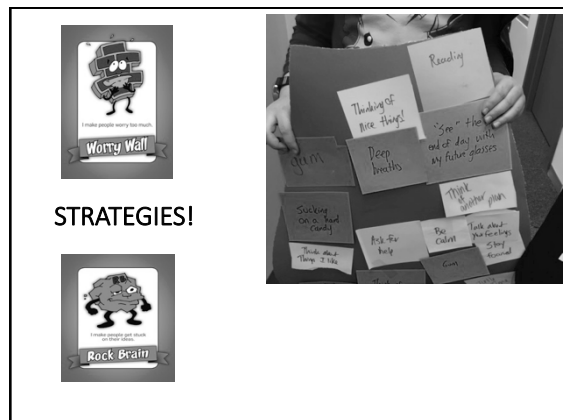 I make people worry too much.
Worry Wall
STRATEGIES!
I make people get stuck
on their ideas.
Rock Brain
Reading
Thinking of
nice things!
"See" the
end of day with
my future glasses.
gum
Deep
breaths
Think
of
another plan
Sucking
on a hard
candy
Ask for
help
Be
calm
Talk about
feelings
Stay
focused
Think about
Things I like
Gum